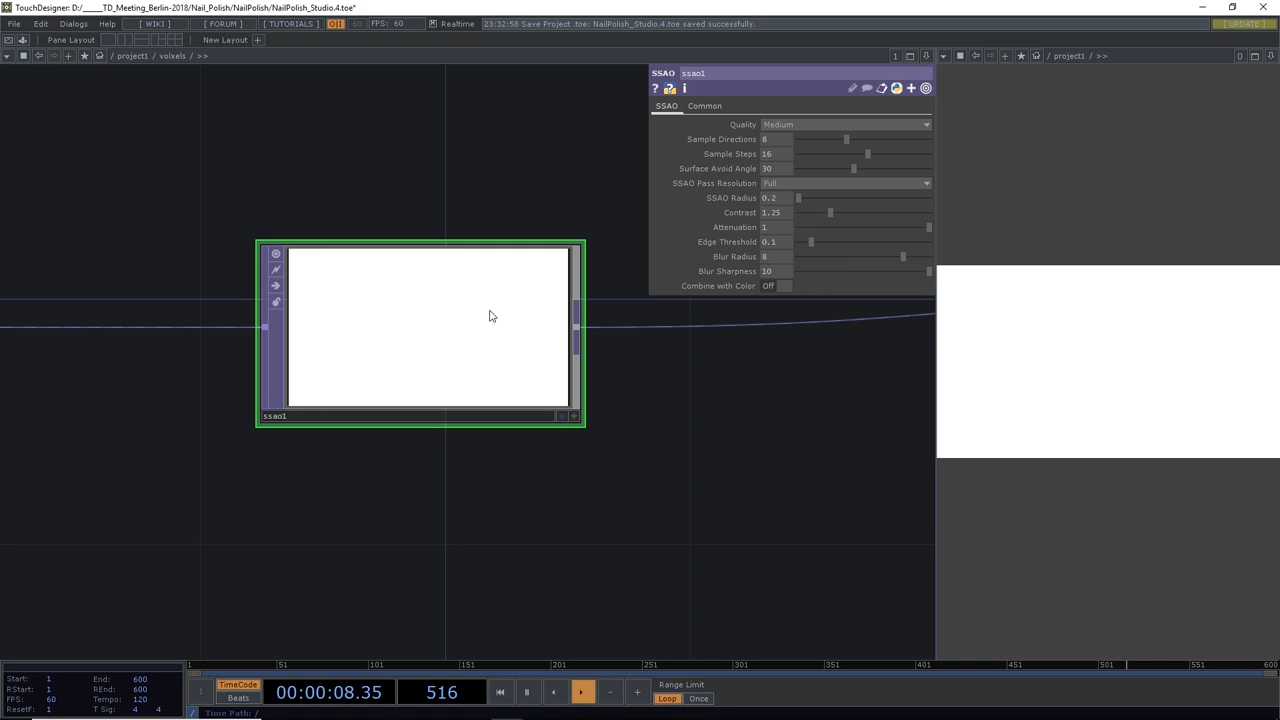 TouchDesigner: D:/_____TD_Meeting_Berlin-2018/Nail_Polish/NailPolish/NailPolish_Studio.4.toe*
File Edit Dialogs Help [ WIKI ] [ FORUM ] [ TUTORIALS ] O|I 60 FPS: 60 Realtime 23:32:58 Save Project .toe: NailPolish_Studio.4.toe saved successfully. [ UPDATE ]
Pane Layout New Layout +
/ project1 / voxels / >> 1 / project1 / >> 0
SSAO ssao1
SSAO Common
Quality Medium
Sample Directions 8
Sample Steps 16
Surface Avoid Angle 30
SSAO Pass Resolution Full
SSAO Radius 0.2
Contrast 1.25
Attenuation 1
Edge Threshold 0.1
Blur Radius 8
Blur Sharpness 10
Combine with Color Off
ssao1
1 51 101 151 201 251 301 351 401 451 501 551 600
Start: 1 End: 600
RStart: 1 REnd: 600
FPS: 60 Tempo: 120
ResetF: 1 T Sig: 4 4
TimeCode
Beats
00:00:08.35 516
Range Limit
Loop Once
/ Time Path: /